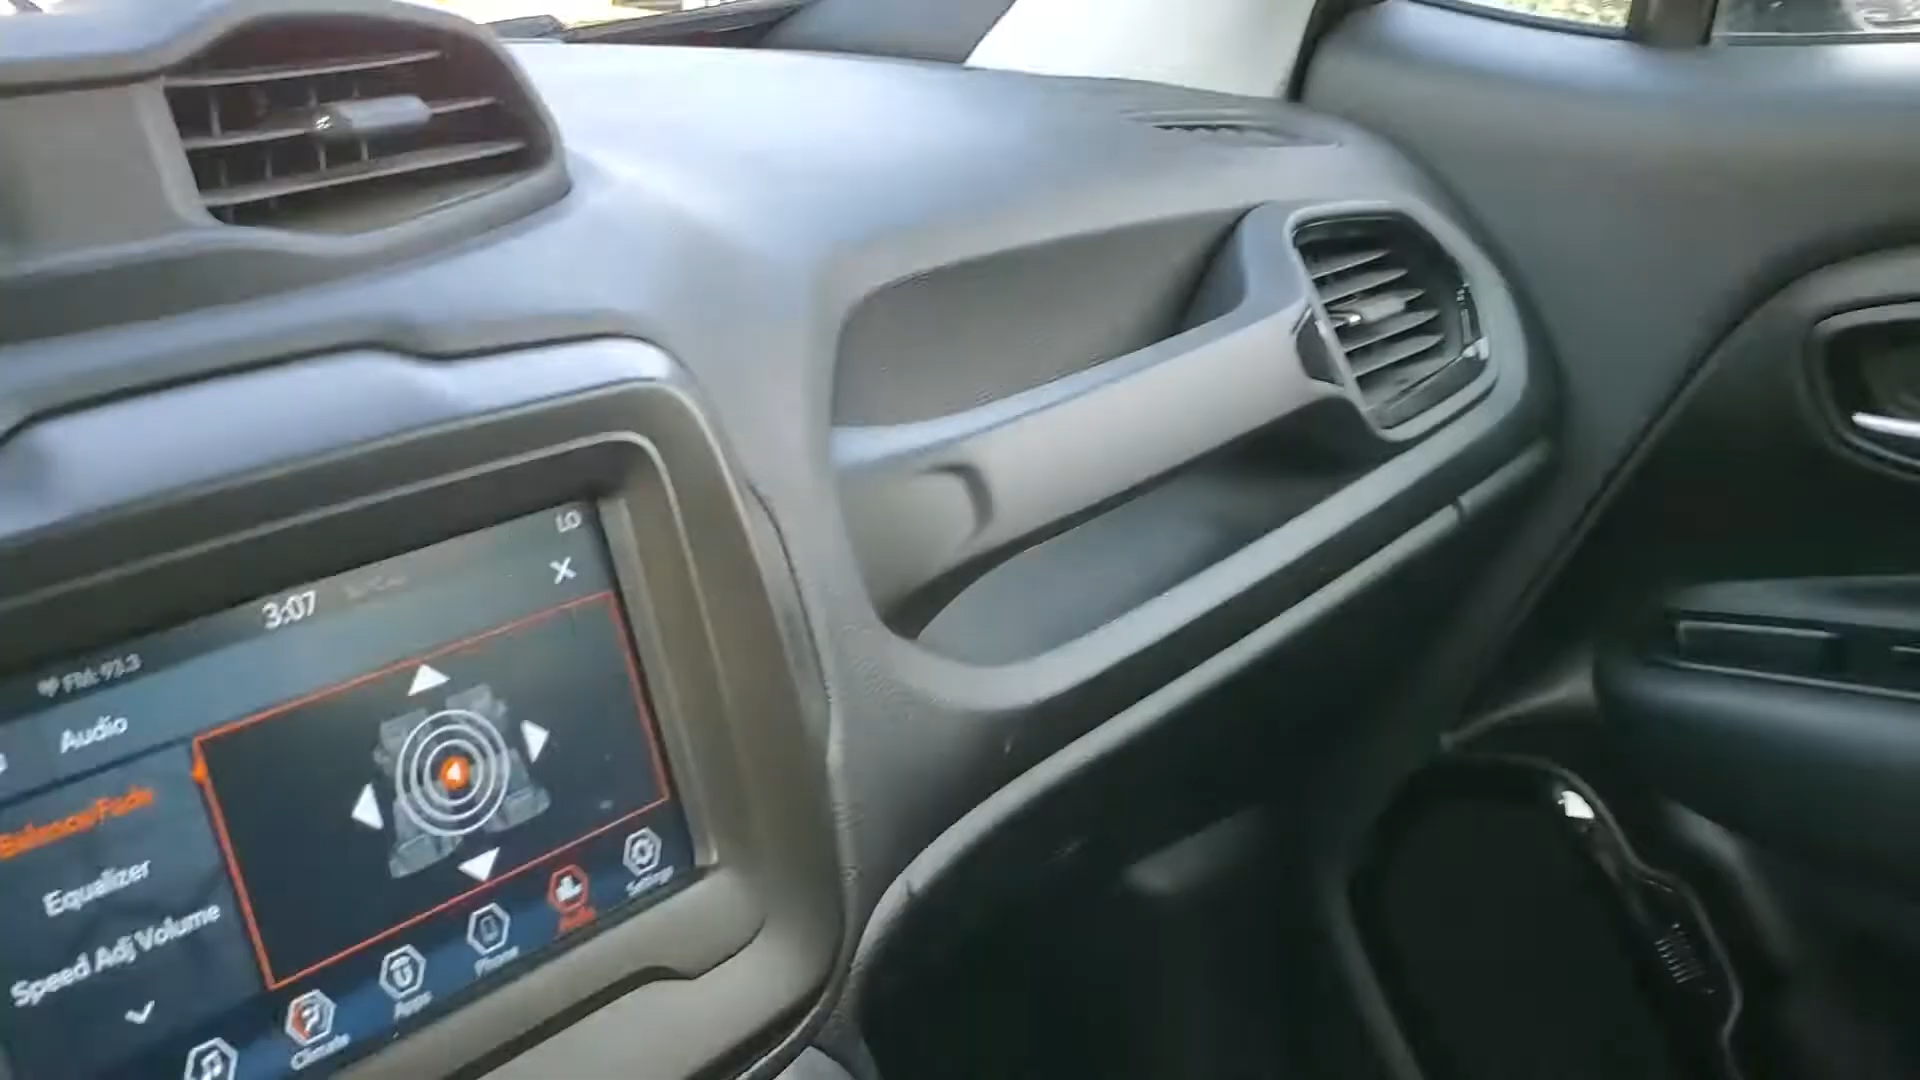 LO
3:07
X
FM: 93.3
Audio
Balance/Fade
Equalizer
Speed Adj Volume
Climate
Apps
Phone
Audio
Settings